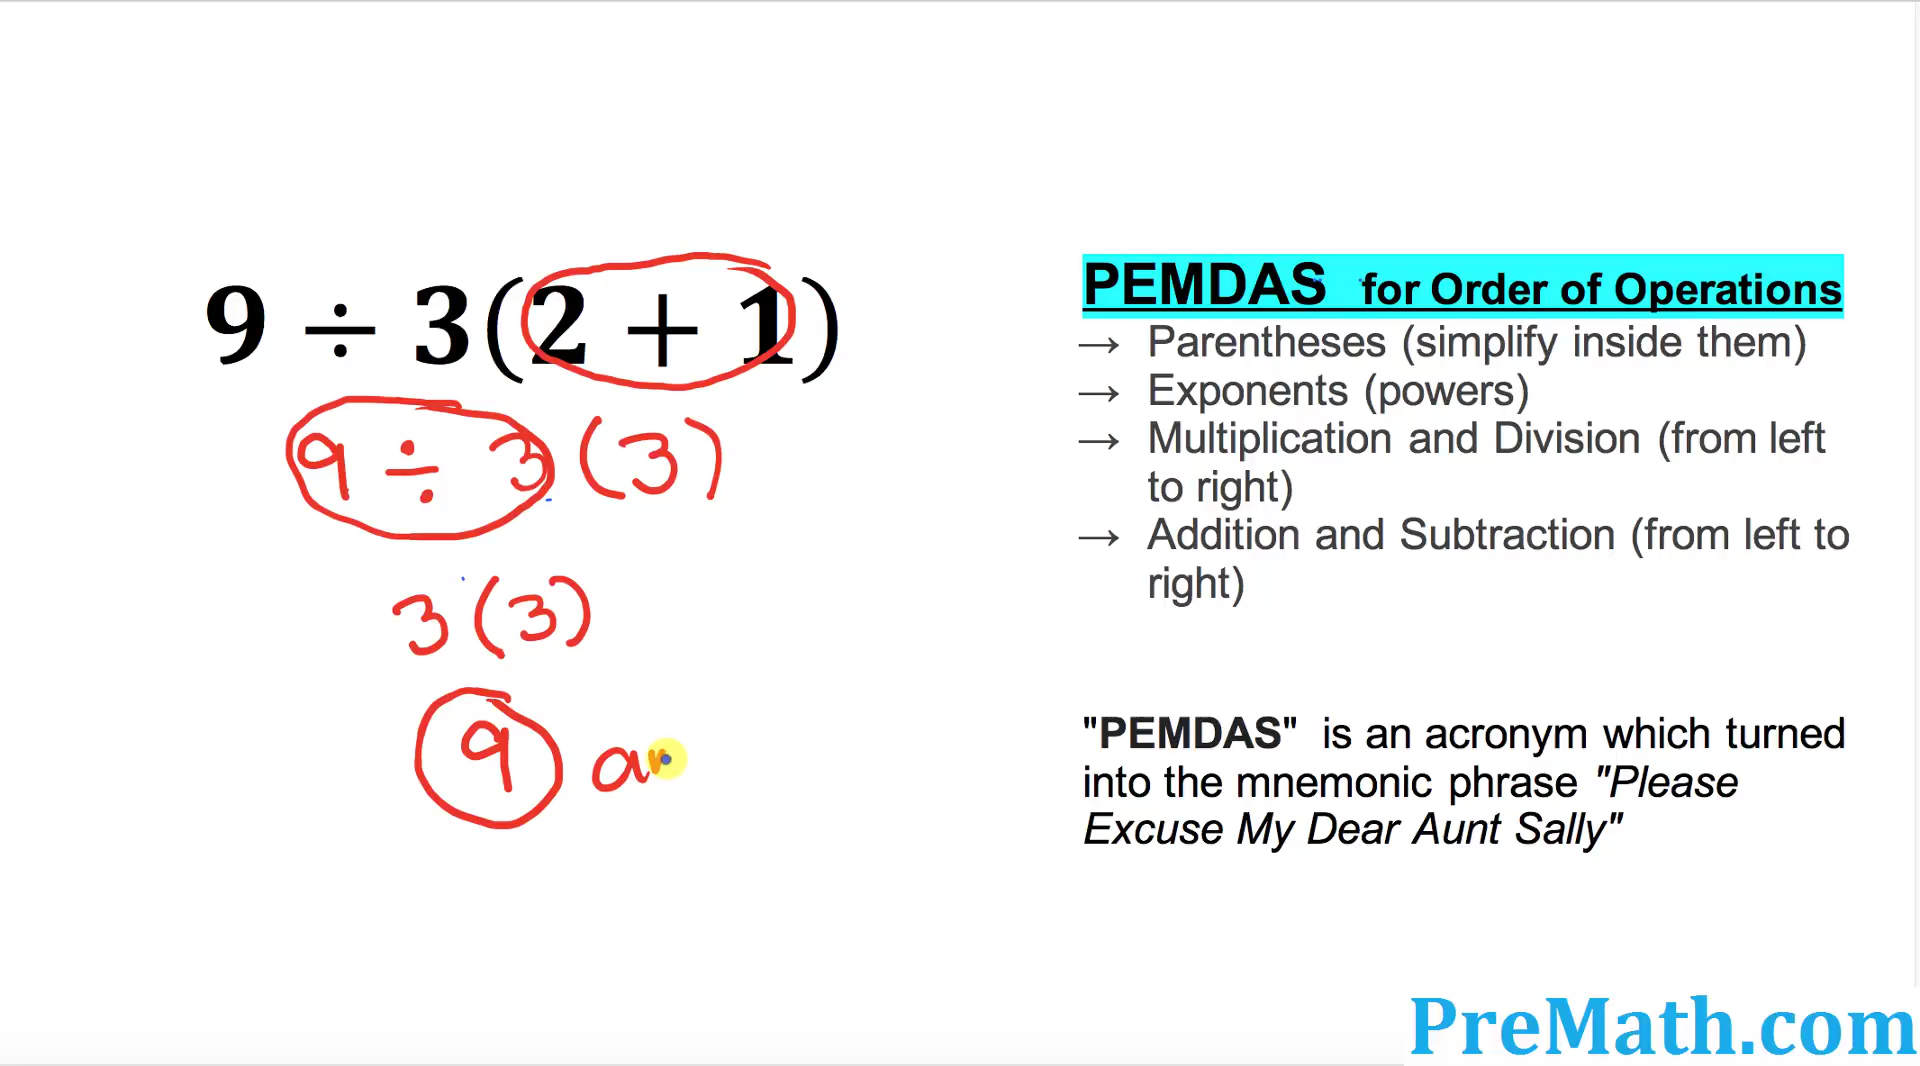 9 ÷ 3(2 + 1)
9 ÷ 3 (3)
3 (3)
9 an
PEMDAS for Order of Operations
→ Parentheses (simplify inside them)
→ Exponents (powers)
→ Multiplication and Division (from left
to right)
→ Addition and Subtraction (from left to
right)
"PEMDAS" is an acronym which turned
into the mnemonic phrase "Please
Excuse My Dear Aunt Sally"
PreMath.com